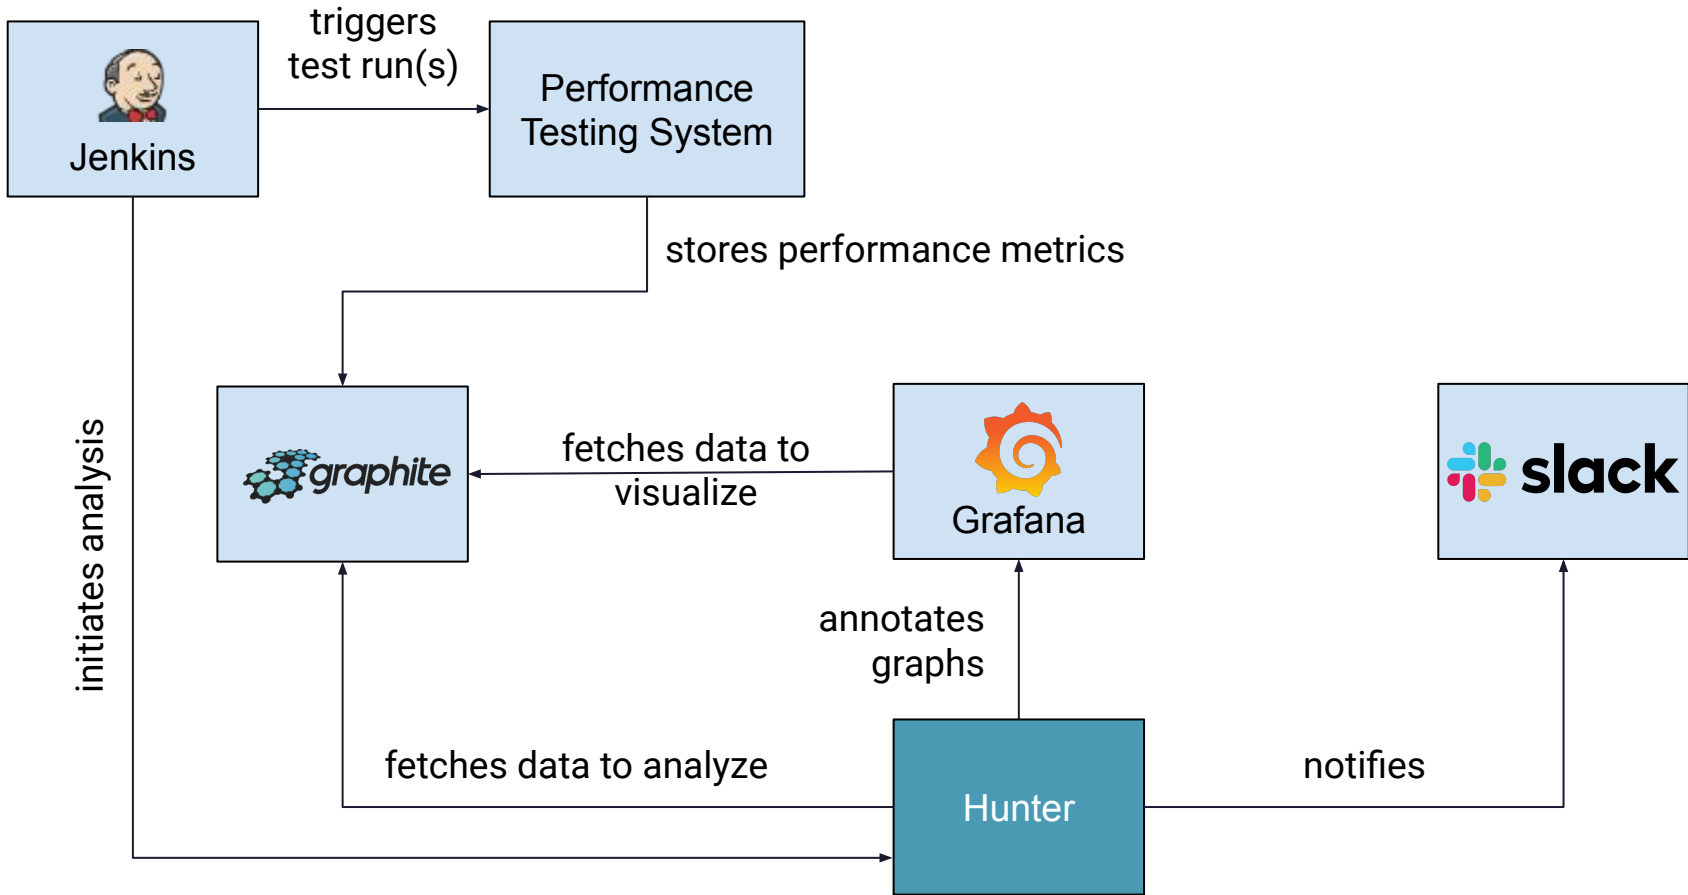 triggers
test run(s)
Jenkins
Performance
Testing System
stores performance metrics
initiates analysis
graphite
fetches data to
visualize
Grafana
slack
annotates
graphs
fetches data to analyze
Hunter
notifies